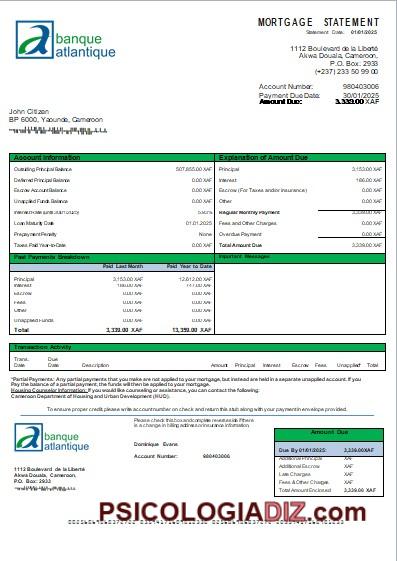 banque
atlantique
MORTGAGE STATEMENT
Statement Date: 01/01/2025
1112 Boulevard de la Liberté
Akwa Douala, Cameroon,
P.O. Box: 2933
(+237) 233 50 99 00
Account Number: 980403006
Payment Due Date: 30/01/2025
Amount Due: 3,339.00 XAF
John Citizen
BP 6000, Yaounde, Cameroon
Account Information
Outstding Principal Balance 507,855.00 XAF
Deferred Principal Balance 0.00 XAF
Escrow Account Balance 0.00 XAF
Unapplied Funds Balance 0.00 XAF
Loan Maturity Date 01.01.2025
Prepayment Penalty None
Taxes Paid Year-to-Date 0.00 XAF
Explanation of Amount Due
Principal 3,153.00 XAF
Interest 186.00 XAF
Escrow (For Taxes and/or Insurance) 0.00 XAF
Other 0.00 XAF
Regular Monthly Payment 3,339.00 XAF
Fees and Other Charges 0.00 XAF
Overdue Payment 0.00 XAF
Total Amount Due 3,339.00 XAF
Past Payments Breakdown
Paid Last Month Paid Year to Date
Principal 3,153.00 XAF 12,612.00 XAF
Interest 186.00 XAF
Escrow 0.00 XAF 0.00 XAF
Fees 0.00 XAF 0.00 XAF
Other 0.00 XAF 0.00 XAF
Unapplied Funds 0.00 XAF 0.00 XAF
Total 3,339.00 XAF 13,359.00 XAF
Important Messages
Transaction Activity
Trans. Date Due Date Description Amount Principal Interest Escrow Fees Unapplied* Total
*Partial Payments: Any partial payments that you make are not applied to your mortgage, but instead are held in a separate unapplied account. If you
Pay the balance of a partial payment, the funds will then be applied to your mortgage.
Housing Counselor Information: If you would like counseling or assistance, you can contact the following:
Cameroon Department of Housing and Urban Development (HUD).
To ensure proper credit please write account number on check and return this stub along with your payment in envelope provided.
banque
atlantique
Please check this box and complete reverse side if there
is a change in billing address or insurance information.
Dominique Evans
Account Number: 980403006
1112 Boulevard de la Liberté
Akwa Douala, Cameroon,
P.O. Box: 2933
Amount Due
Due By 01/01/2025: 3,339.00XAF
Additional Principal XAF
Additional Escrow XAF
Late Charges XAF
Fees & Other Charges XAF
Total Amount Enclosed 3,339.00 XAF
PSICOLOGIADIZ.com